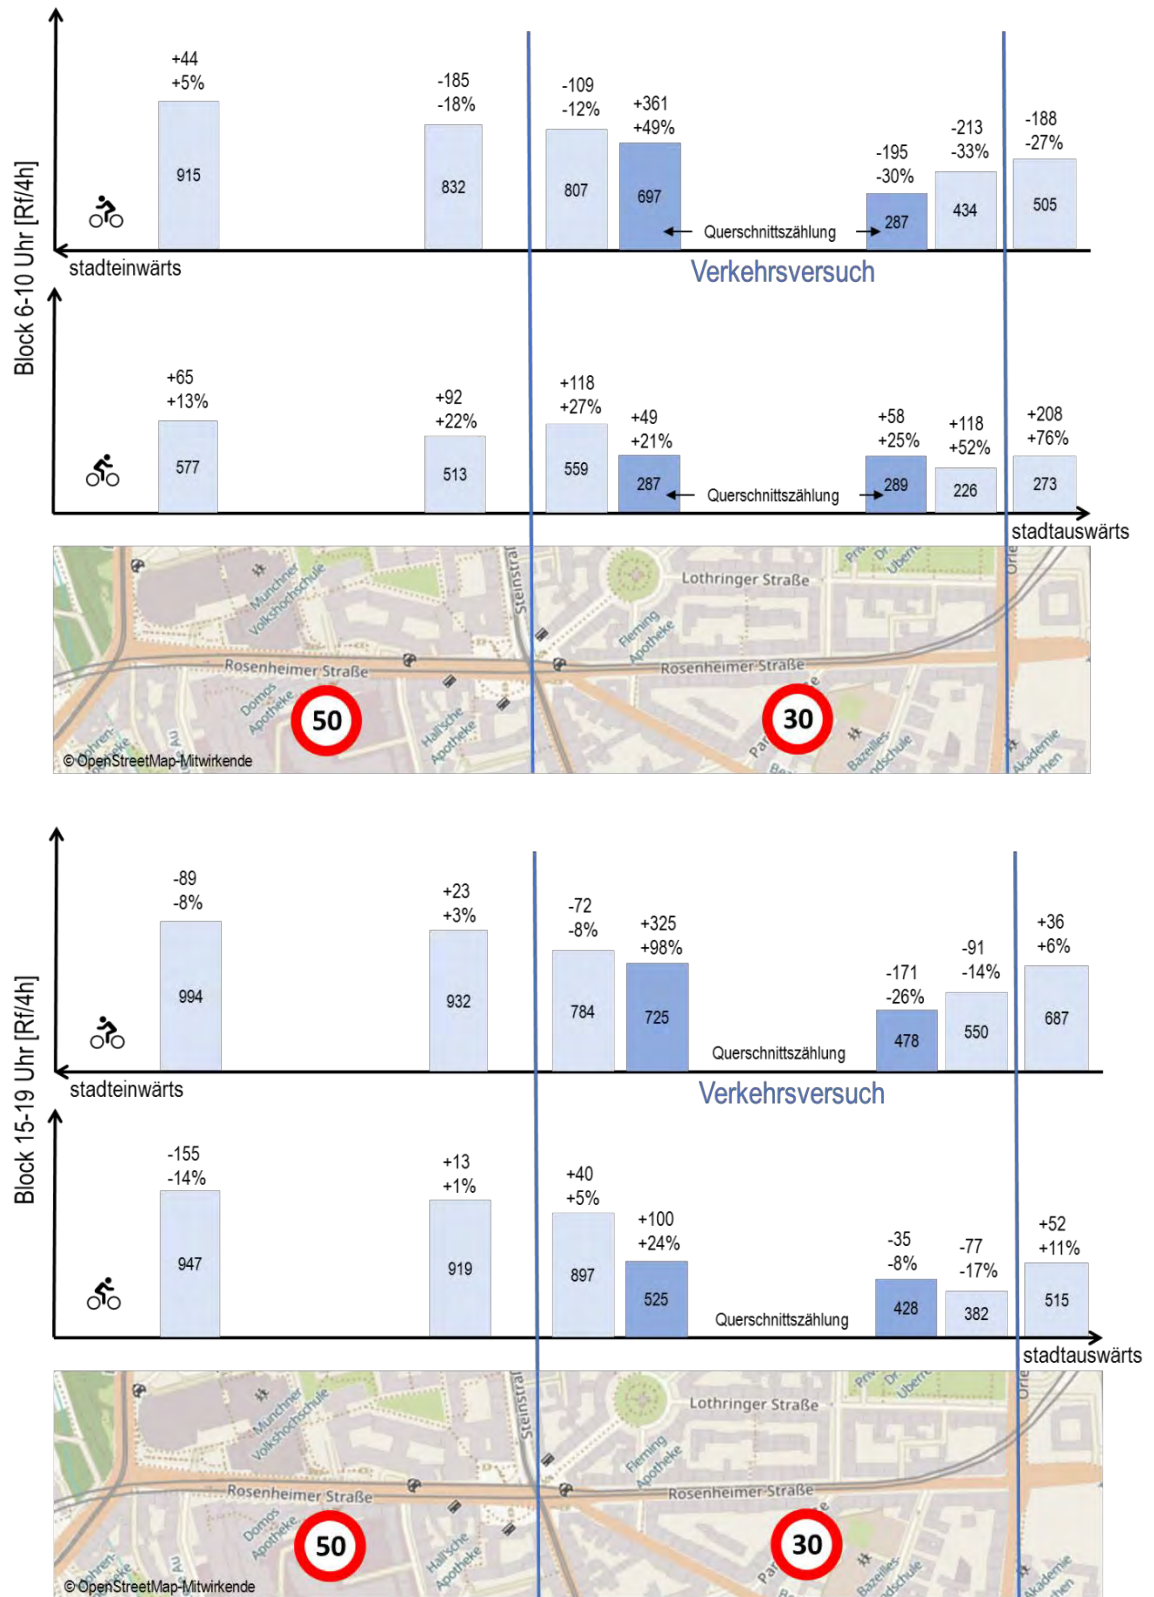 Block 6-10 Uhr [Rf/4h]
+44
+5%
915
-185
-18%
832
-109
-12%
807
+361
+49%
697
-195
-30%
287
-213
-33%
434
-188
-27%
505
Querschnittszählung
stadteinwärts
Verkehrsversuch
+65
+13%
577
+92
+22%
513
+118
+27%
559
+49
+21%
287
+58
+25%
289
+118
+52%
226
+208
+76%
273
Querschnittszählung
stadtauswärts
Münchner
Volkshochschule
Lothringer Straße
Fleming
Apotheke
Rosenheimer Straße
Rosenheimer Straße
Domos
Apotheke
Hall'sche
Apotheke
50
30
Bazeilles-
Akademie
© OpenStreetMap-Mitwirkende
Block 15-19 Uhr [Rf/4h]
-89
-8%
994
+23
+3%
932
-72
-8%
784
+325
+98%
725
-171
-26%
478
-91
-14%
550
+36
+6%
687
Querschnittszählung
stadteinwärts
Verkehrsversuch
-155
-14%
947
+13
+1%
919
+40
+5%
897
+100
+24%
525
-35
-8%
428
-77
-17%
382
+52
+11%
515
Querschnittszählung
stadtauswärts
Münchner
Volkshochschule
Lothringer Straße
Fleming
Apotheke
Rosenheimer Straße
Rosenheimer Straße
Domos
Apotheke
Hall'sche
Apotheke
50
30
Bazeilles-
Akademie
© OpenStreetMap-Mitwirkende